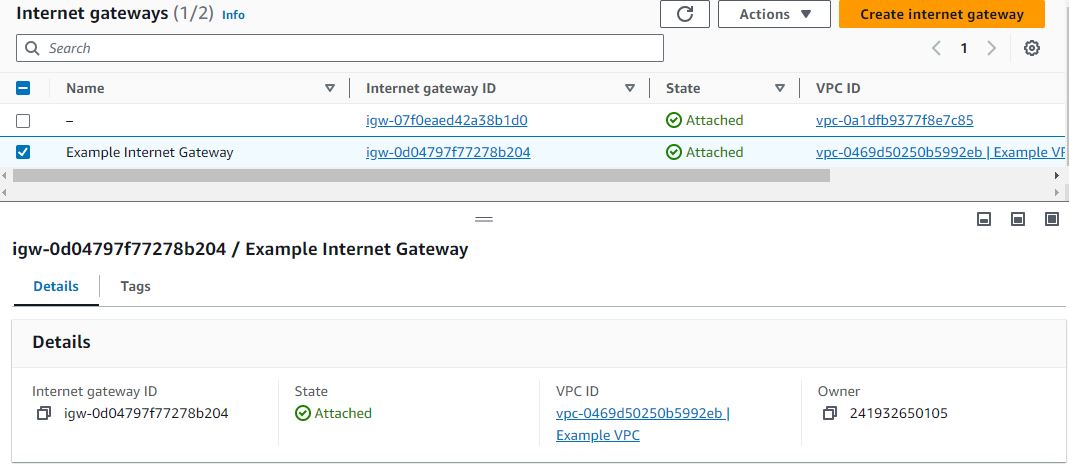 Internet gateways (1/2) Info
Actions
Create internet gateway
Search
1
Name Internet gateway ID State VPC ID
– igw-07f0eaed42a38b1d0 Attached vpc-0a1dfb9377f8e7c85
Example Internet Gateway igw-0d04797f77278b204 Attached vpc-0469d50250b5992eb | Example VP
igw-0d04797f77278b204 / Example Internet Gateway
Details Tags
Details
Internet gateway ID State VPC ID Owner
igw-0d04797f77278b204 Attached vpc-0469d50250b5992eb | 241932650105
Example VPC